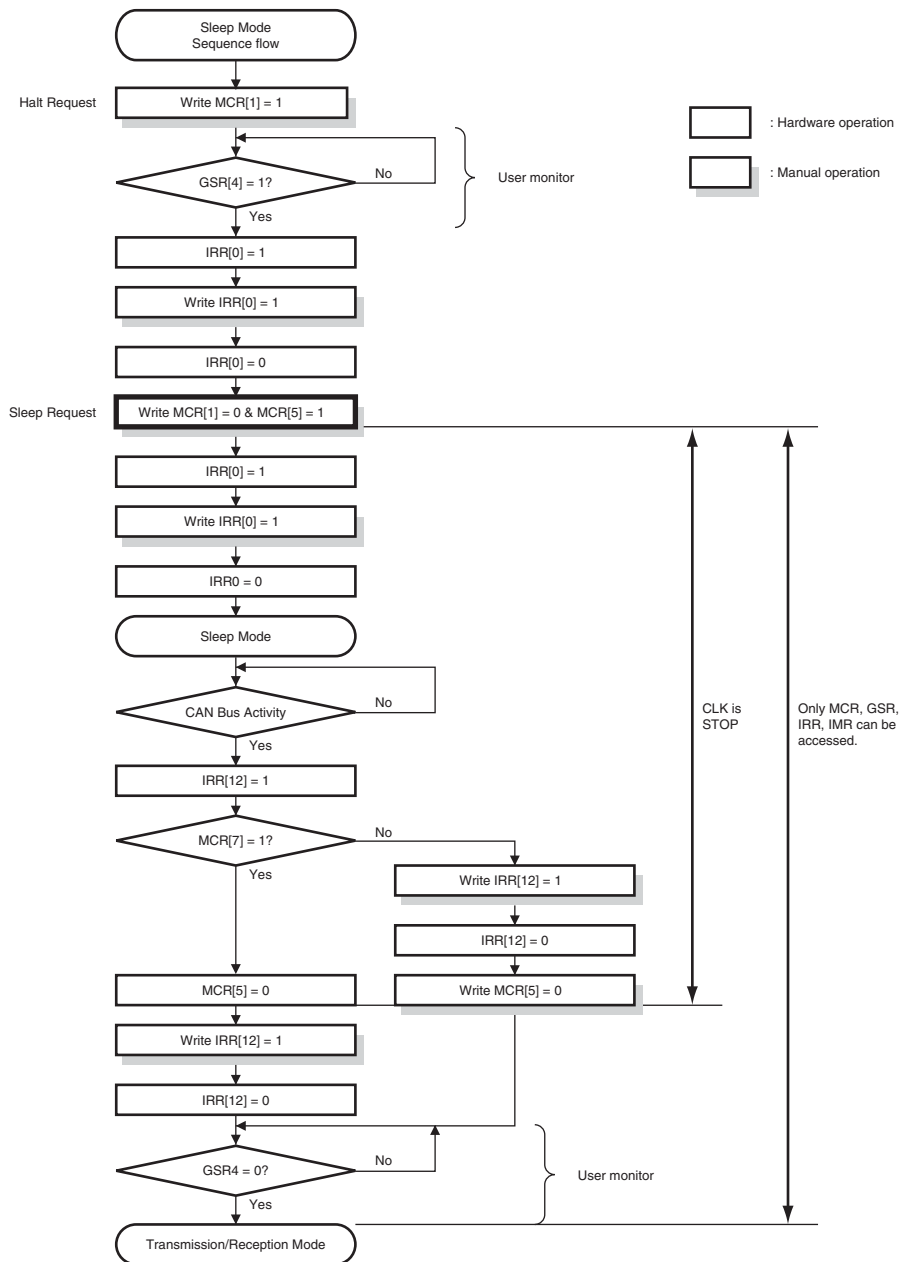 Sleep Mode
Sequence flow
Halt Request
Write MCR[1] = 1
: Hardware operation
GSR[4] = 1?
No
User monitor
: Manual operation
Yes
IRR[0] = 1
Write IRR[0] = 1
IRR[0] = 0
Sleep Request
Write MCR[1] = 0 & MCR[5] = 1
IRR[0] = 1
Write IRR[0] = 1
IRR0 = 0
Sleep Mode
CAN Bus Activity
No
Yes
CLK is
STOP
Only MCR, GSR,
IRR, IMR can be
accessed.
IRR[12] = 1
MCR[7] = 1?
No
Yes
Write IRR[12] = 1
IRR[12] = 0
MCR[5] = 0
Write MCR[5] = 0
Write IRR[12] = 1
IRR[12] = 0
GSR4 = 0?
No
User monitor
Yes
Transmission/Reception Mode